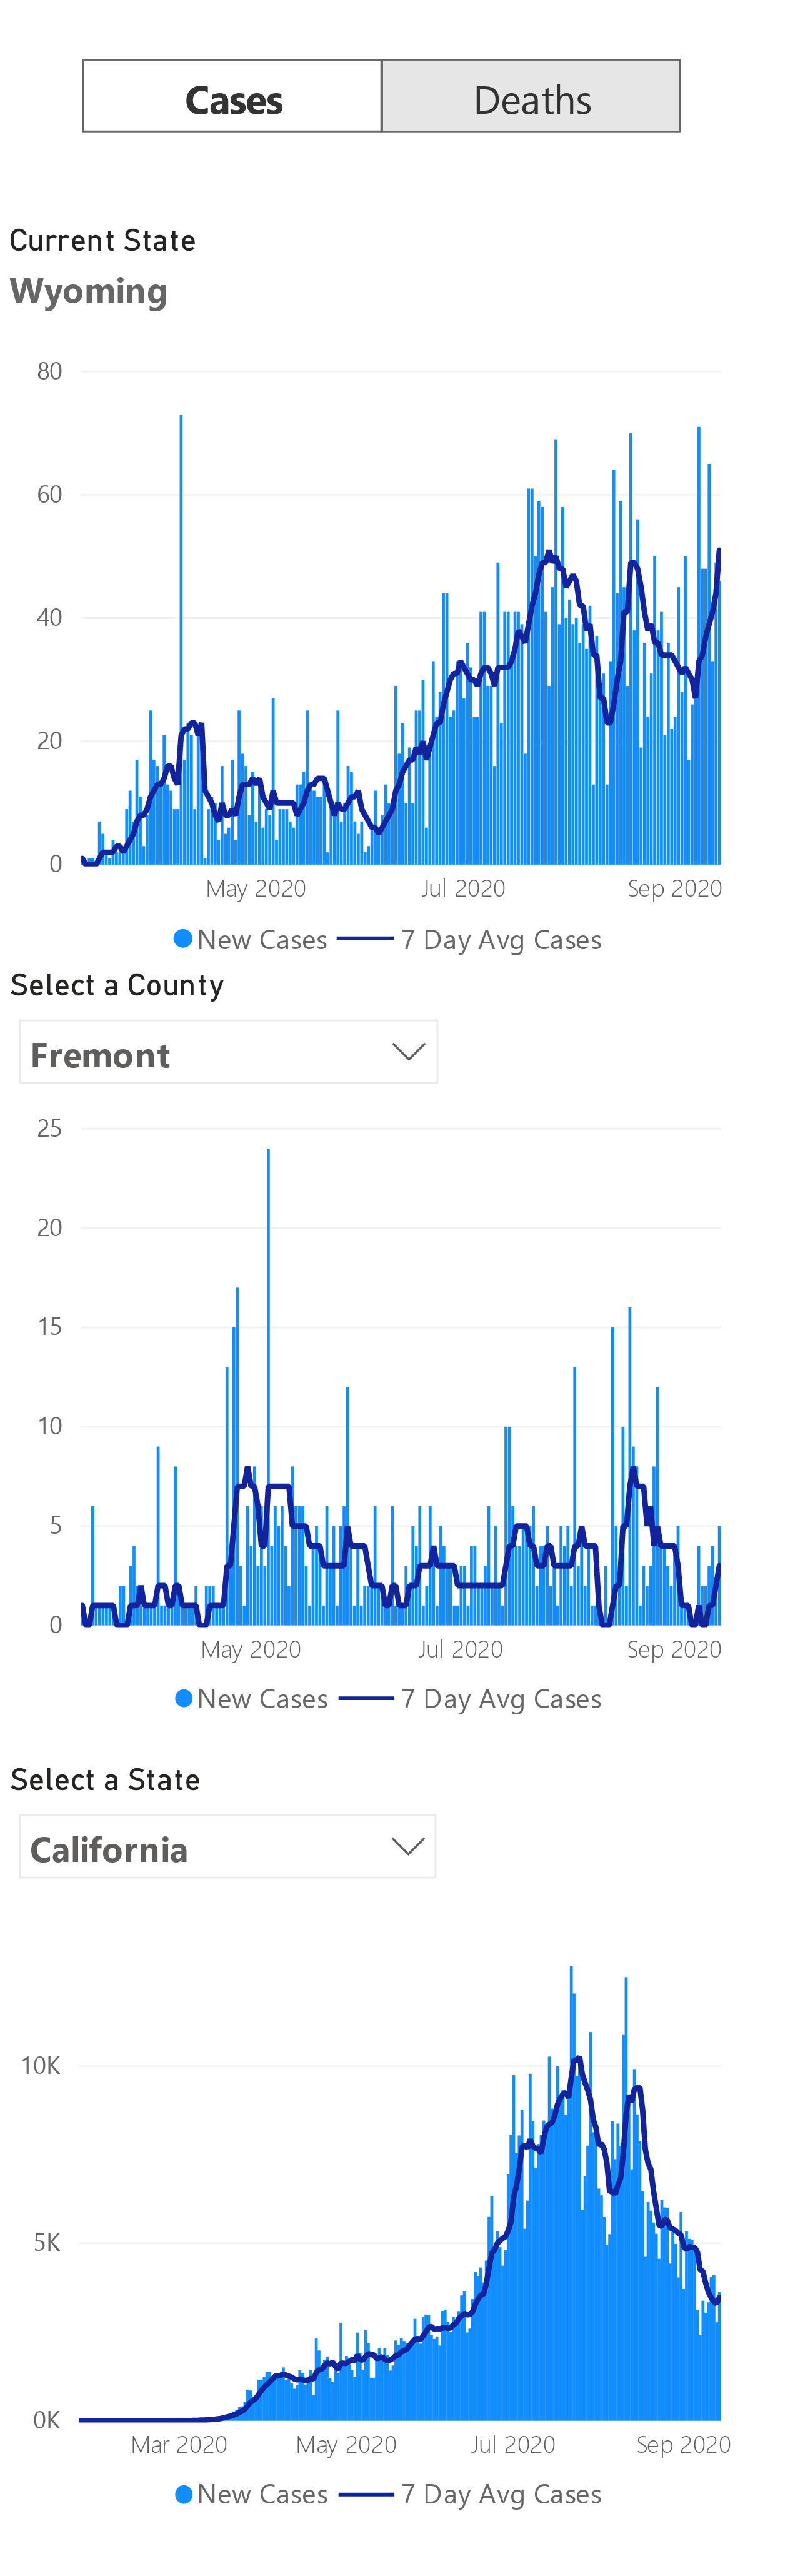 Cases Deaths
Current State
Wyoming
80
60
40
20
0
May 2020 Jul 2020 Sep 2020
New Cases 7 Day Avg Cases
Select a County
Fremont
25
20
15
10
5
0
May 2020 Jul 2020 Sep 2020
New Cases 7 Day Avg Cases
Select a State
California
10K
5K
0K
Mar 2020 May 2020 Jul 2020 Sep 2020
New Cases 7 Day Avg Cases